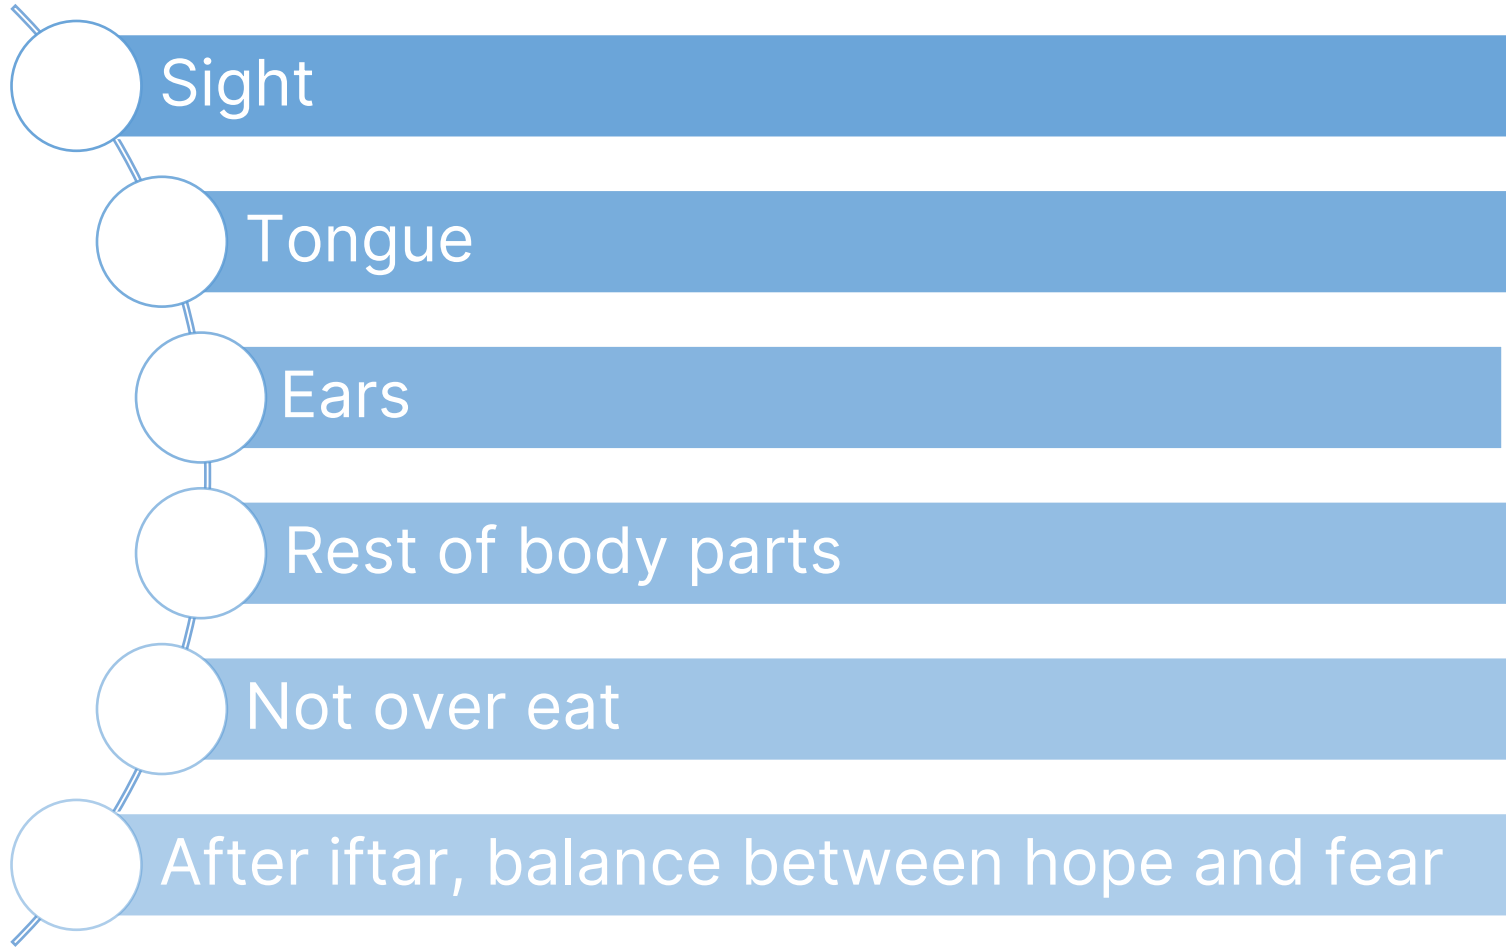 Sight
Tongue
Ears
Rest of body parts
Not over eat
After iftar, balance between hope and fear